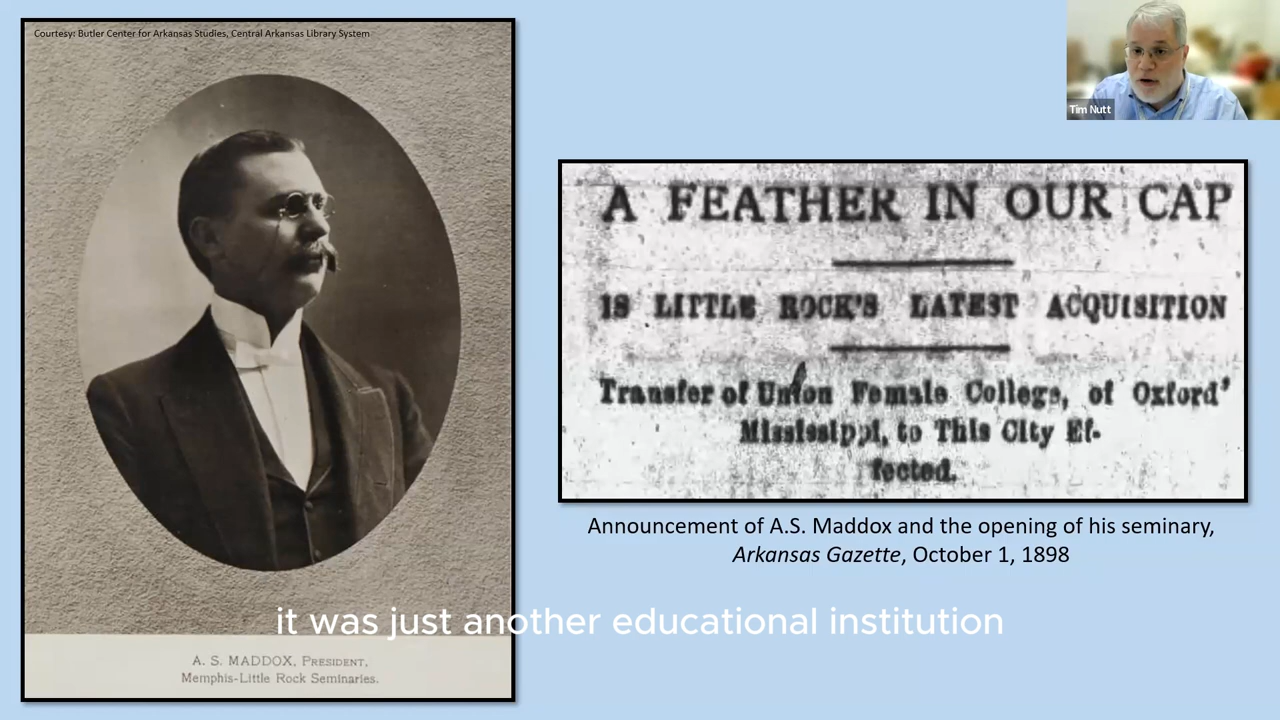 Courtesy: Butler Center for Arkansas Studies, Central Arkansas Library System
Tim Nutt
A FEATHER IN OUR CAP
IS LITTLE ROCK'S LATEST ACQUISITION
Transfer of Union Female College, of Oxford'
Mississippi, to This City Ef-
fected.
Announcement of A.S. Maddox and the opening of his seminary,
Arkansas Gazette, October 1, 1898
it was just another educational institution
A. S. MADDOX, PRESIDENT,
Memphis-Little Rock Seminaries.